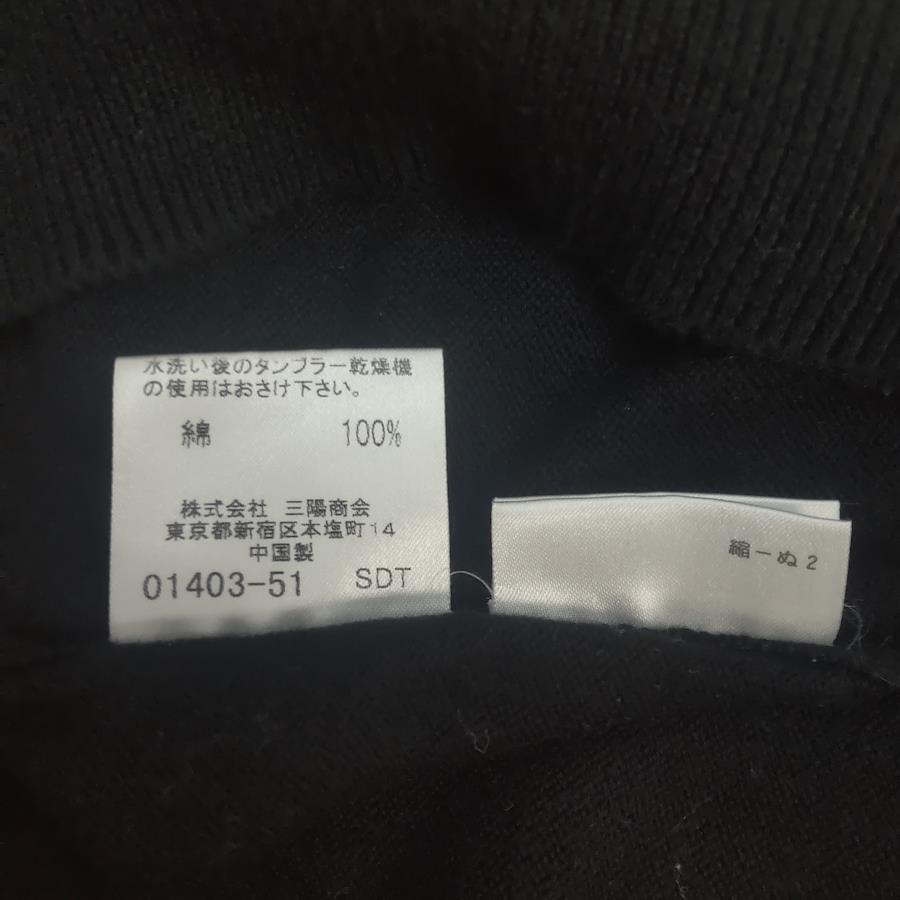 水洗い後のタンブラー乾燥機
の使用はおさけ下さい。
綿 100%
株式会社 三陽商会
東京都新宿区本塩町14
中国製
01403-51 SDT
縮ーぬ2